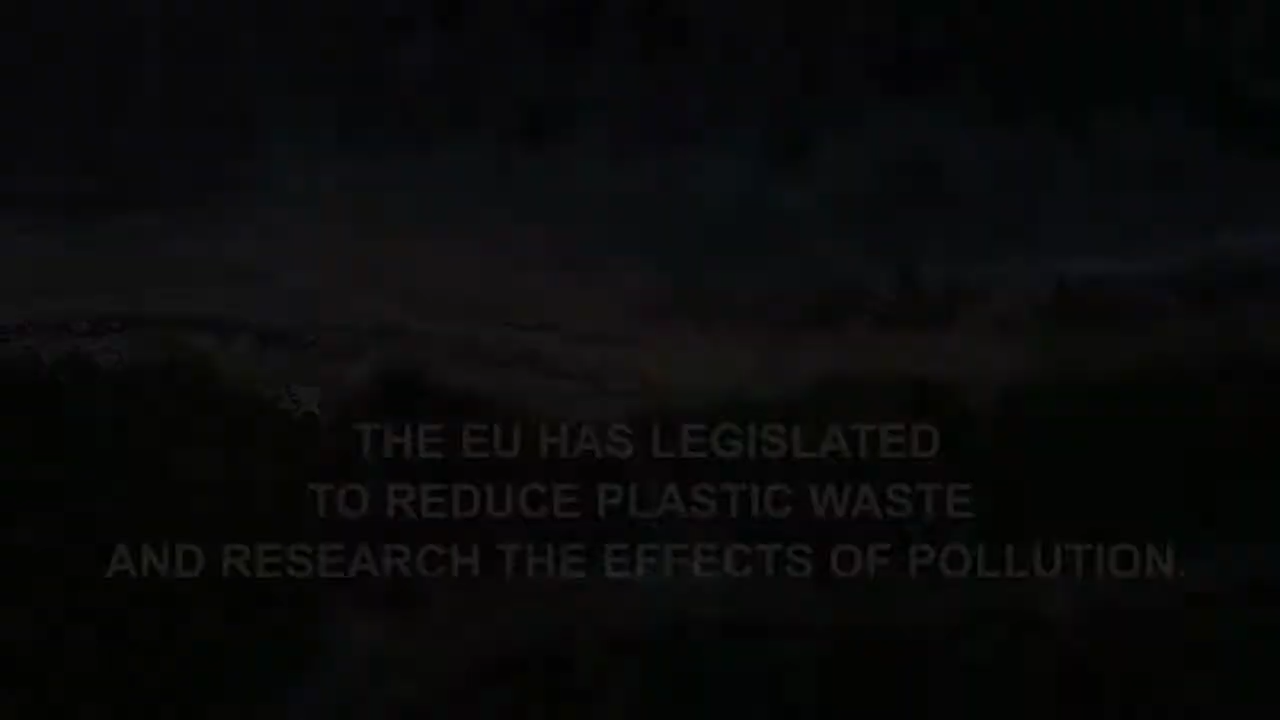 THE EU HAS LEGISLATED
TO REDUCE PLASTIC WASTE
AND RESEARCH THE EFFECTS OF POLLUTION.